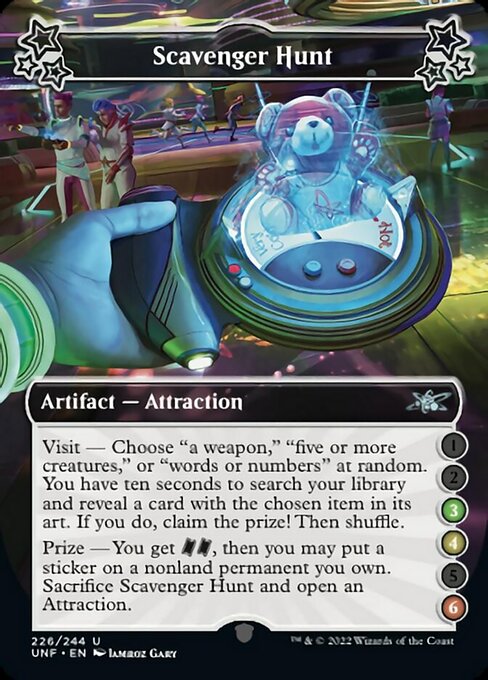 Scavenger Hunt
Hot
Artifact — Attraction
Visit — Choose “a weapon,” “five or more
creatures,” or “words or numbers” at random.
You have ten seconds to search your library
and reveal a card with the chosen item in its
art. If you do, claim the prize! Then shuffle.
Prize — You get, then you may put a
sticker on a nonland permanent you own.
Sacrifice Scavenger Hunt and open an
Attraction.
1
2
3
4
5
6
226/244 U
UNF • EN Iamroz Gary
™ & © 2022 Wizards of the Coast